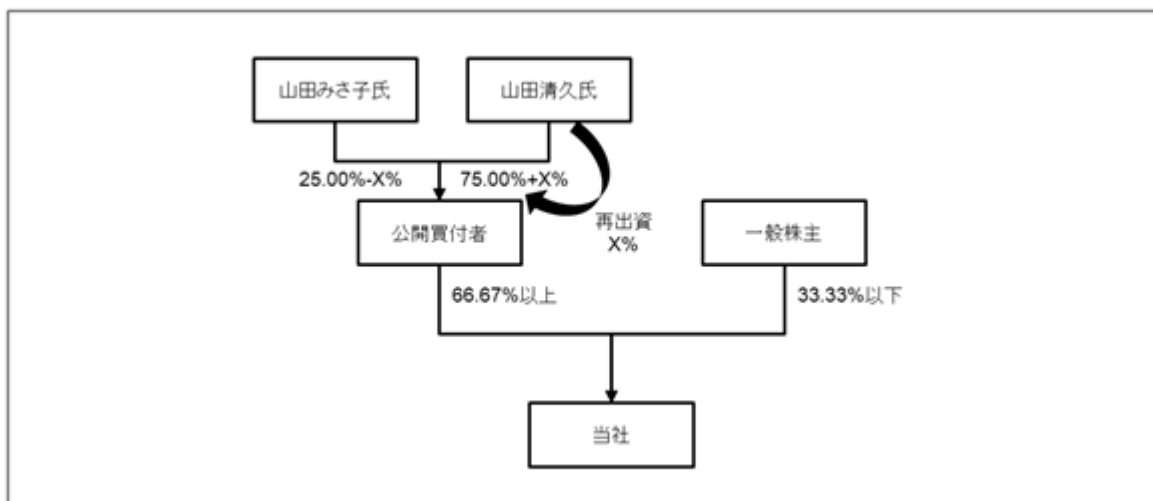 山田みさ子氏
山田清久氏
25.00%-X%
75.00%+X%
再出資
X%
公開買付者
一般株主
66.67%以上
33.33%以下
当社